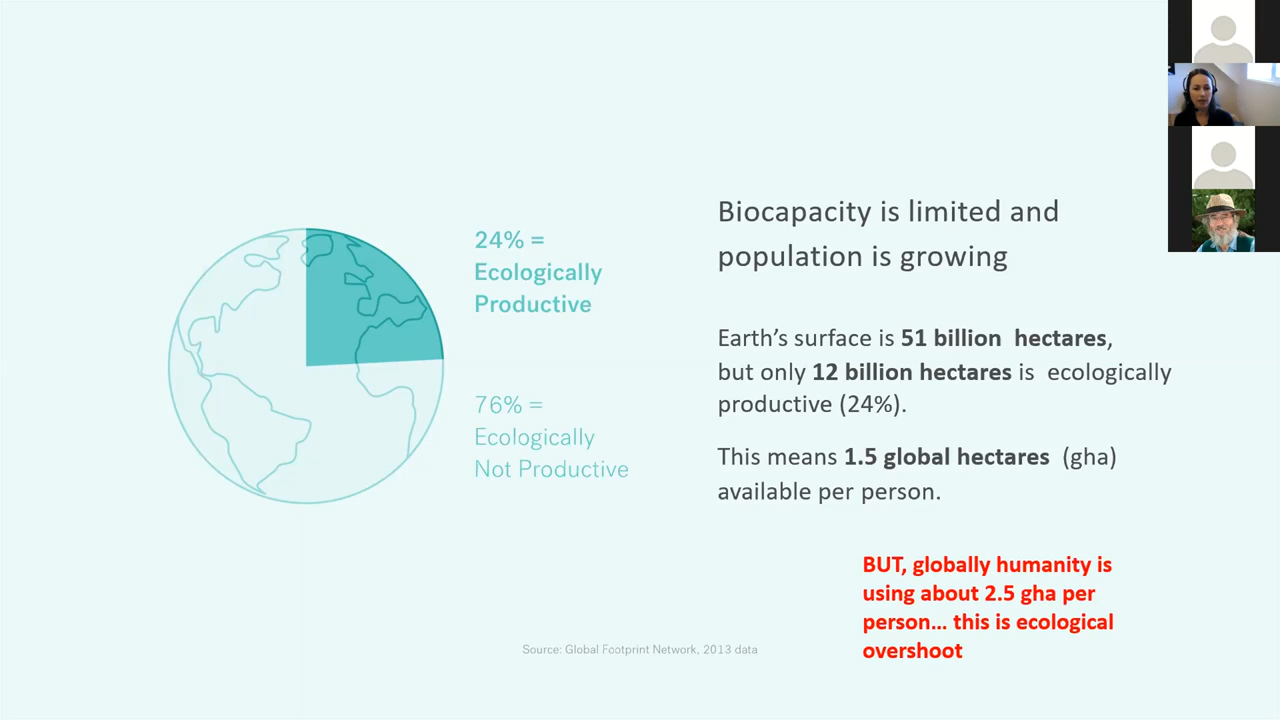 24% =
Ecologically
Productive
76% =
Ecologically
Not Productive
Biocapacity is limited and
population is growing
Earth’s surface is 51 billion hectares,
but only 12 billion hectares is ecologically
productive (24%).
This means 1.5 global hectares (gha)
available per person.
BUT, globally humanity is
using about 2.5 gha per
person... this is ecological
overshoot
Source: Global Footprint Network, 2013 data